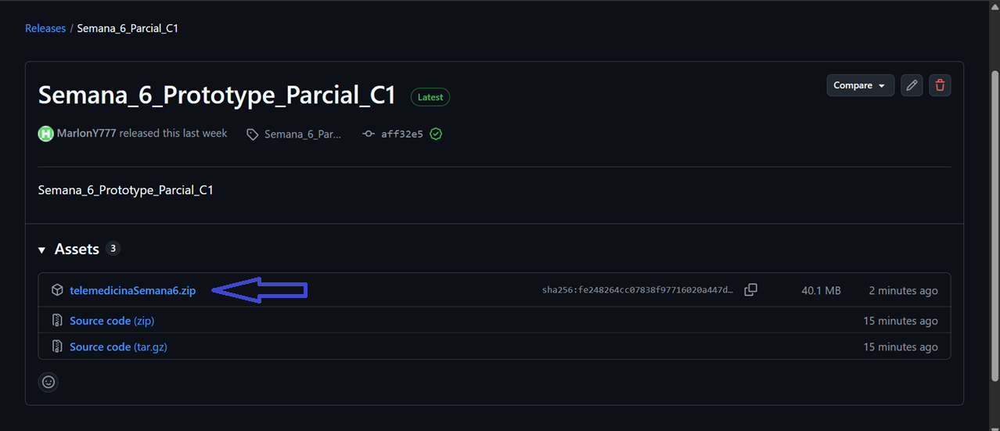 Releases / Semana_6_Parcial_C1
Semana_6_Prototype_Parcial_C1 Latest
Compare
MarlonY777 released this last week Semana_6_Par... aff32e5
Semana_6_Prototype_Parcial_C1
Assets 3
telemedicinaSemana6.zip sha256:fe248264cc07838f97716020a447d... 40.1 MB 2 minutes ago
Source code (zip) 15 minutes ago
Source code (tar.gz) 15 minutes ago